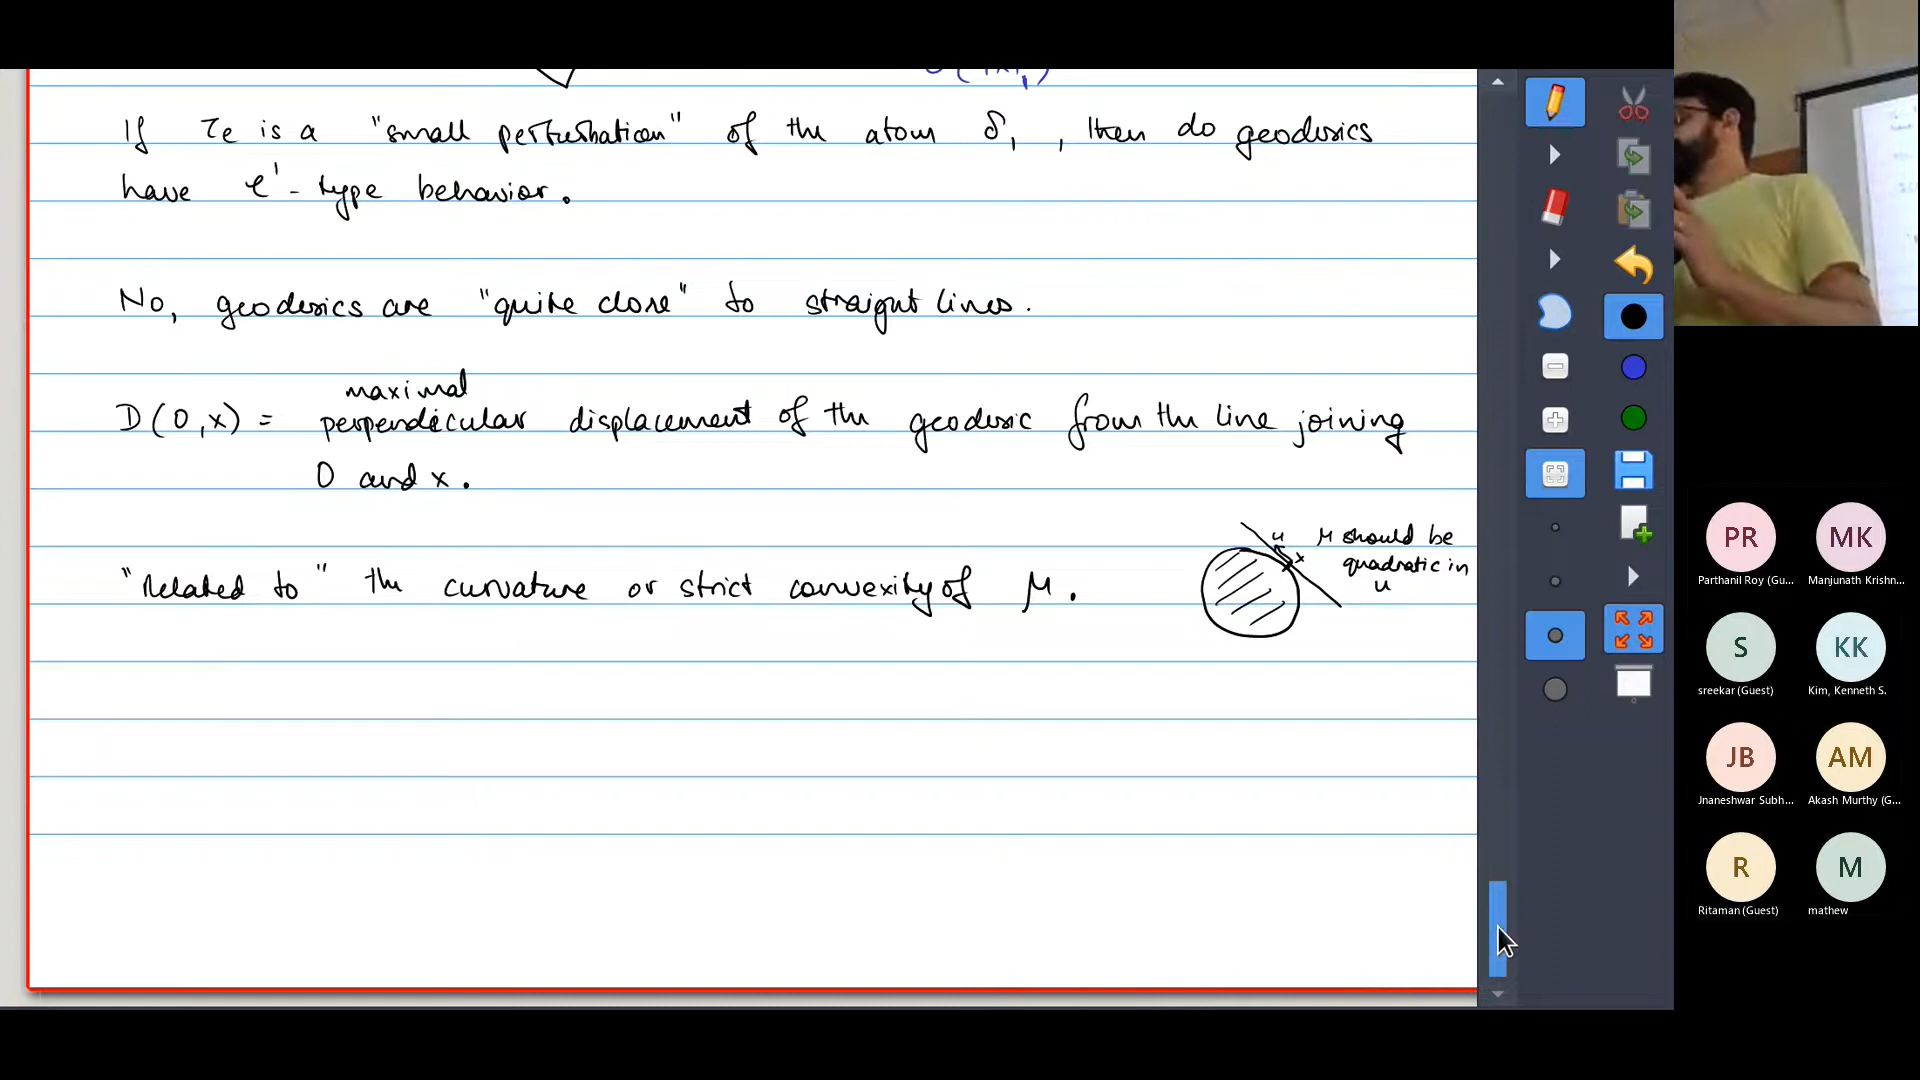 If τe is a "small perturbation" of the atom δ1, then do geodesics
have ℓ1-type behavior.
No, geodesics are "quite close" to straight lines.
maximal
D(0,x) = perpendicular displacement of the geodesic from the line joining
0 and x.
"Related to" the curvature or strict convexity of μ.
u
x
μ should be
quadratic in
u
PR
MK
Parthanil Roy (Gu...
Manjunath Krishn...
S
KK
sreekar (Guest)
Kim, Kenneth S.
JB
AM
Jnaneshwar Subh...
Akash Murthy (G...
R
M
Ritaman (Guest)
mathew